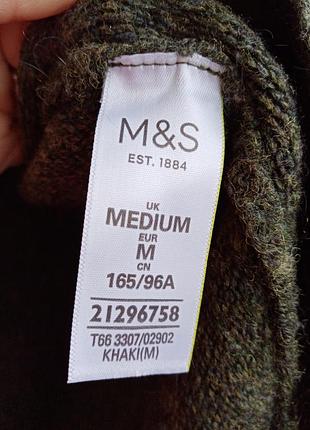 M&S
EST. 1884
UK
MEDIUM
EUR
M
CN
165/96A
21296758
T66 3307/02902
KHAKI(M)